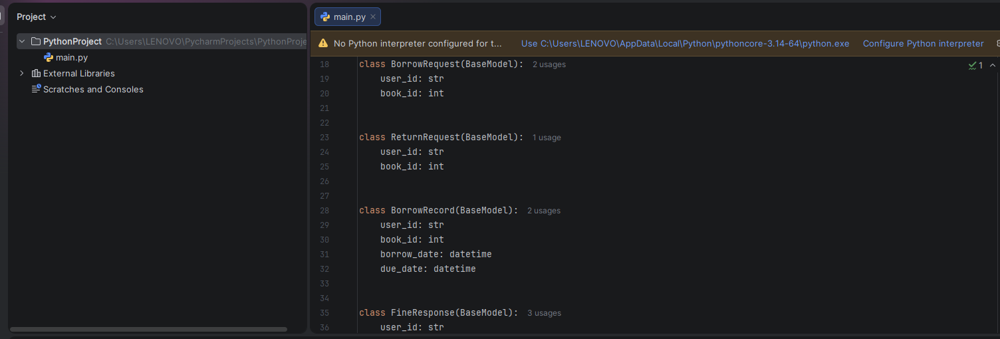 Project
PythonProject C:\Users\LENOVO\PycharmProjects\PythonProje
main.py
External Libraries
Scratches and Consoles
main.py
No Python interpreter configured for t... Use C:\Users\LENOVO\AppData\Local\Python\pythoncore-3.14-64\python.exe Configure Python interpreter
1
18 class BorrowRequest(BaseModel): 2 usages
19 user_id: str
20 book_id: int
21
22
23 class ReturnRequest(BaseModel): 1 usage
24 user_id: str
25 book_id: int
26
27
28 class BorrowRecord(BaseModel): 2 usages
29 user_id: str
30 book_id: int
31 borrow_date: datetime
32 due_date: datetime
33
34
35 class FineResponse(BaseModel): 3 usages
36 user_id: str